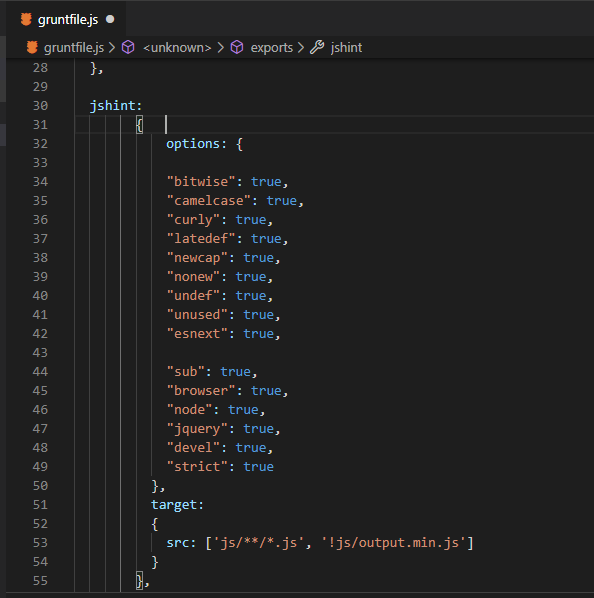 gruntfile.js
gruntfile.js > <unknown> > exports > jshint
28 },
29
30 jshint:
31 {
32 options: {
33
34 "bitwise": true,
35 "camelcase": true,
36 "curly": true,
37 "latedef": true,
38 "newcap": true,
39 "nonew": true,
40 "undef": true,
41 "unused": true,
42 "esnext": true,
43
44 "sub": true,
45 "browser": true,
46 "node": true,
47 "jquery": true,
48 "devel": true,
49 "strict": true
50 },
51 target:
52 {
53 src: ['js/**/*.js', '!js/output.min.js']
54 }
55 },